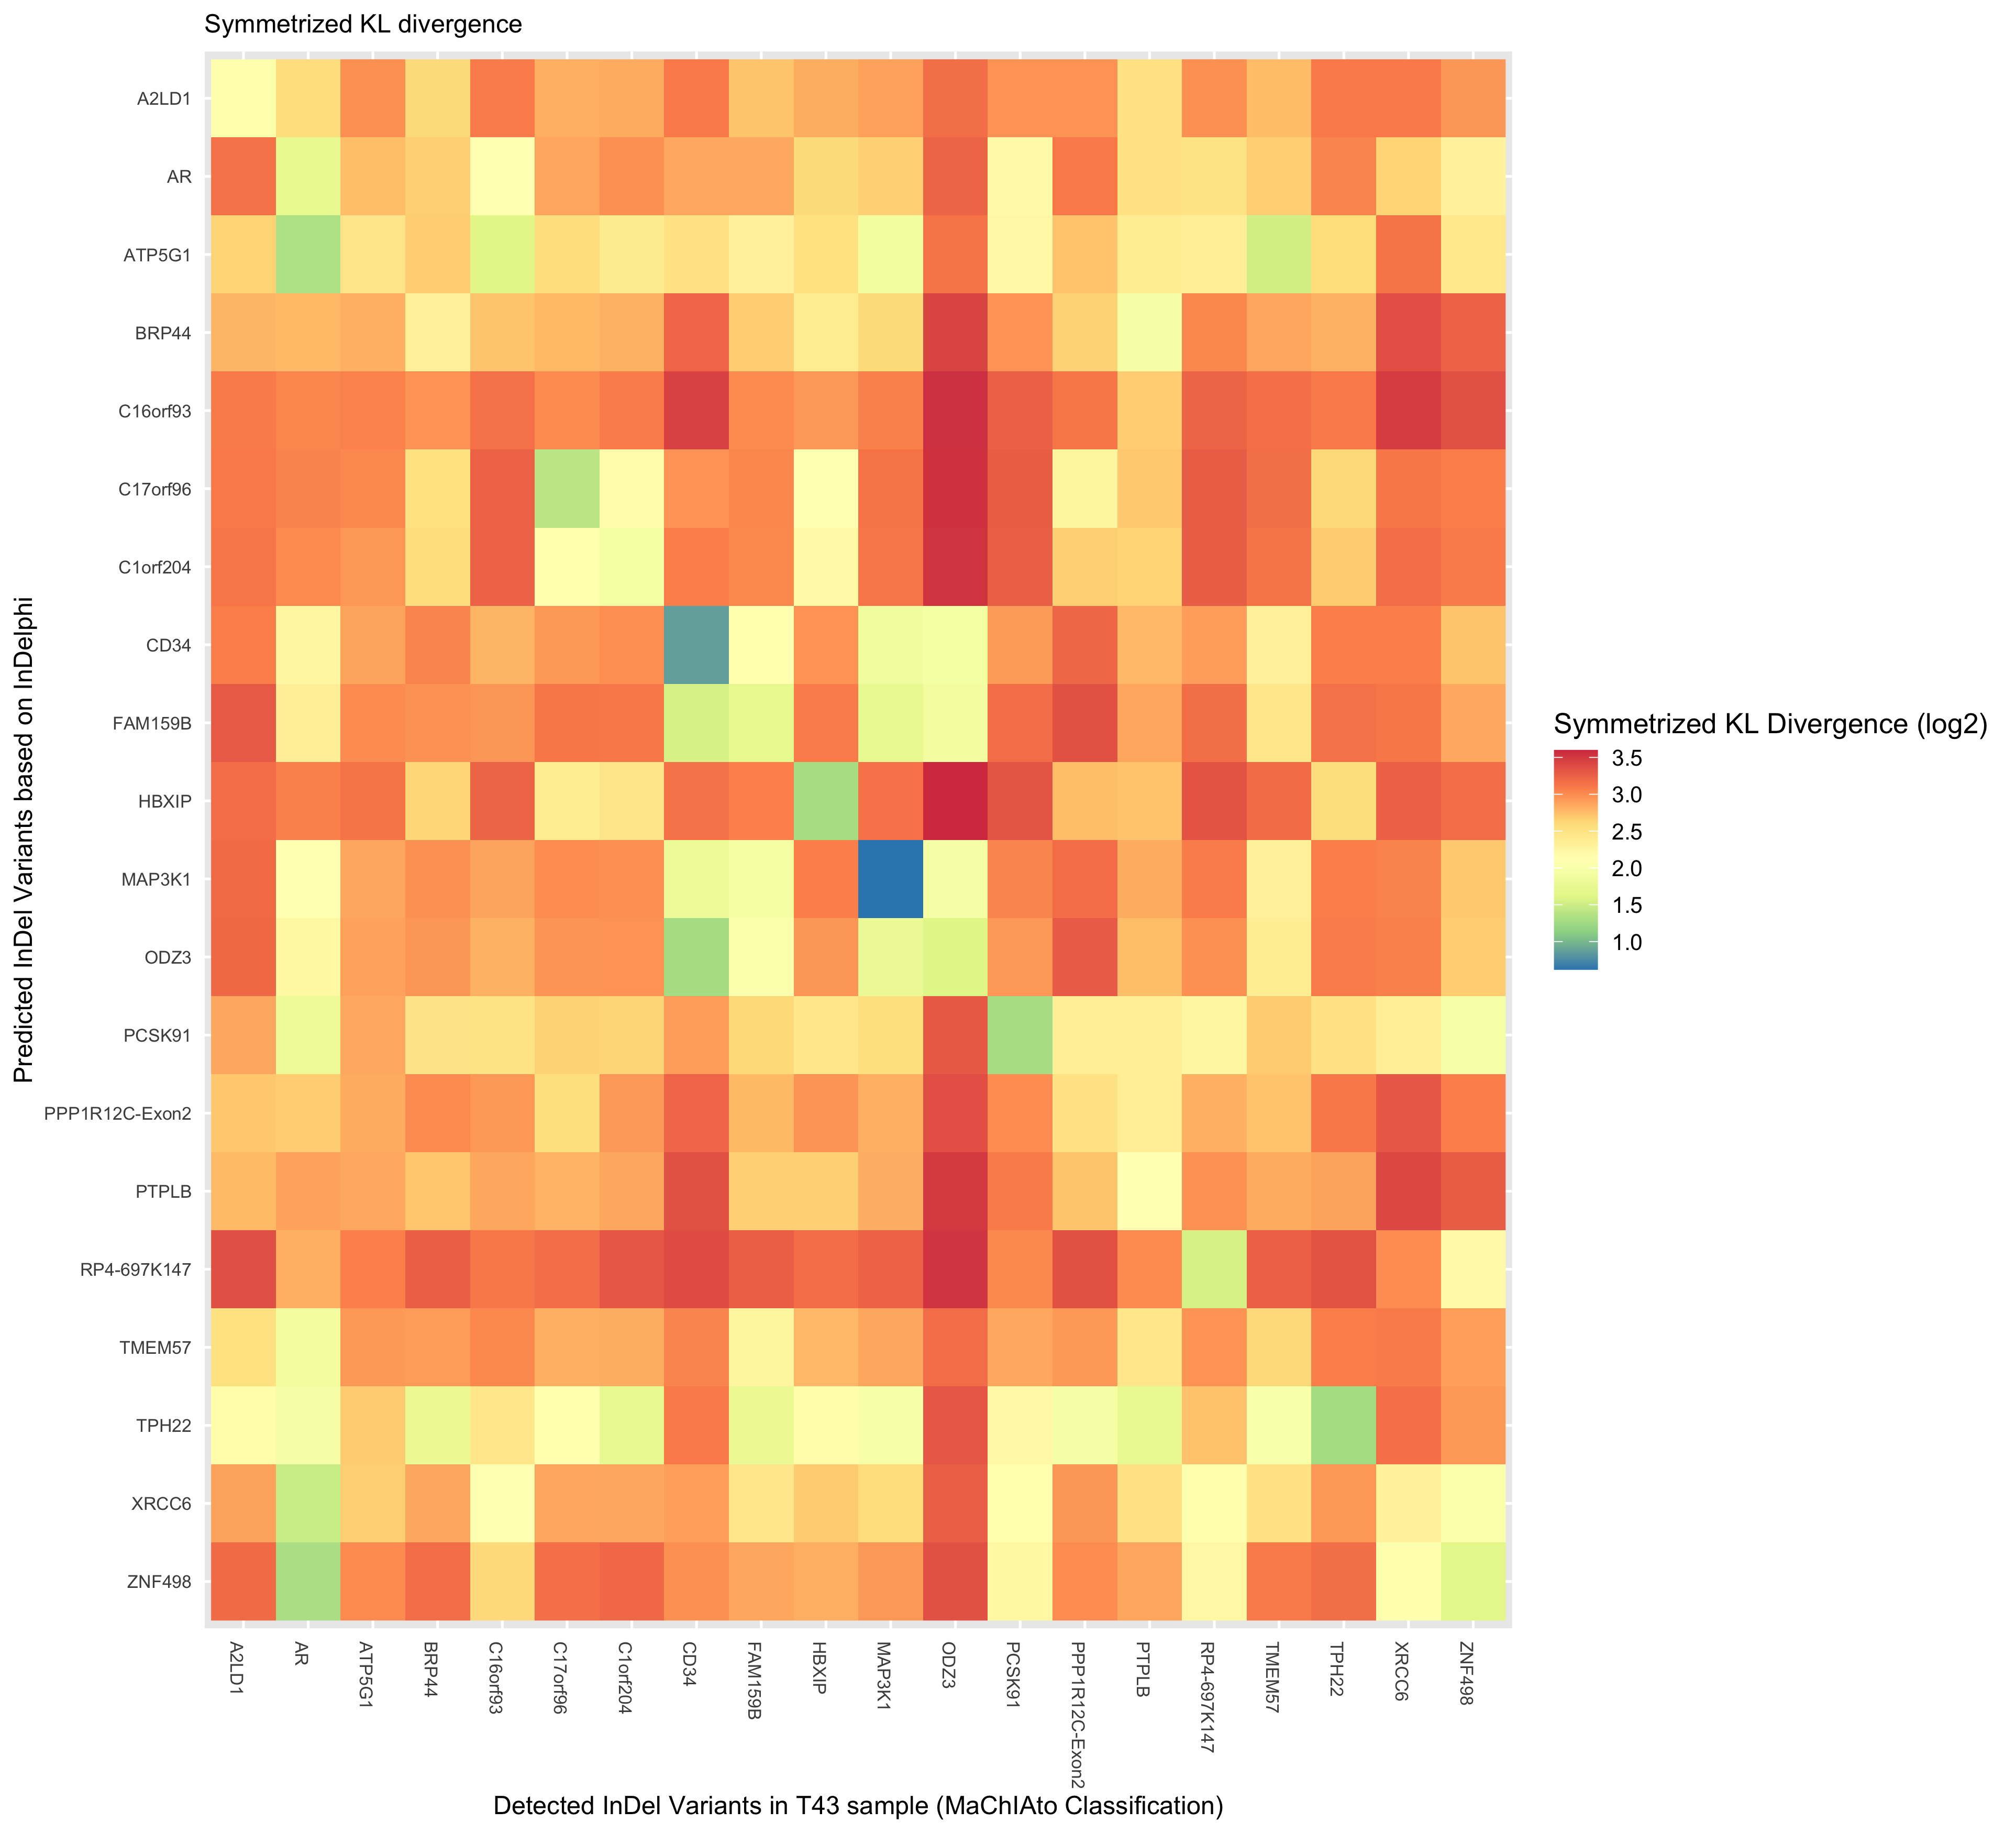 Symmetrized KL divergence
Predicted InDel Variants based on InDelphi
A2LD1
AR
ATP5G1
BRP44
C16orf93
C17orf96
C1orf204
CD34
FAM159B
HBXIP
MAP3K1
ODZ3
PCSK91
PPP1R12C-Exon2
PTPLB
RP4-697K147
TMEM57
TPH22
XRCC6
ZNF498
A2LD1
AR
ATP5G1
BRP44
C16orf93
C17orf96
C1orf204
CD34
FAM159B
HBXIP
MAP3K1
ODZ3
PCSK91
PPP1R12C-Exon2
PTPLB
RP4-697K147
TMEM57
TPH22
XRCC6
ZNF498
Detected InDel Variants in T43 sample (MaChIAto Classification)
Symmetrized KL Divergence (log2)
3.5
3.0
2.5
2.0
1.5
1.0